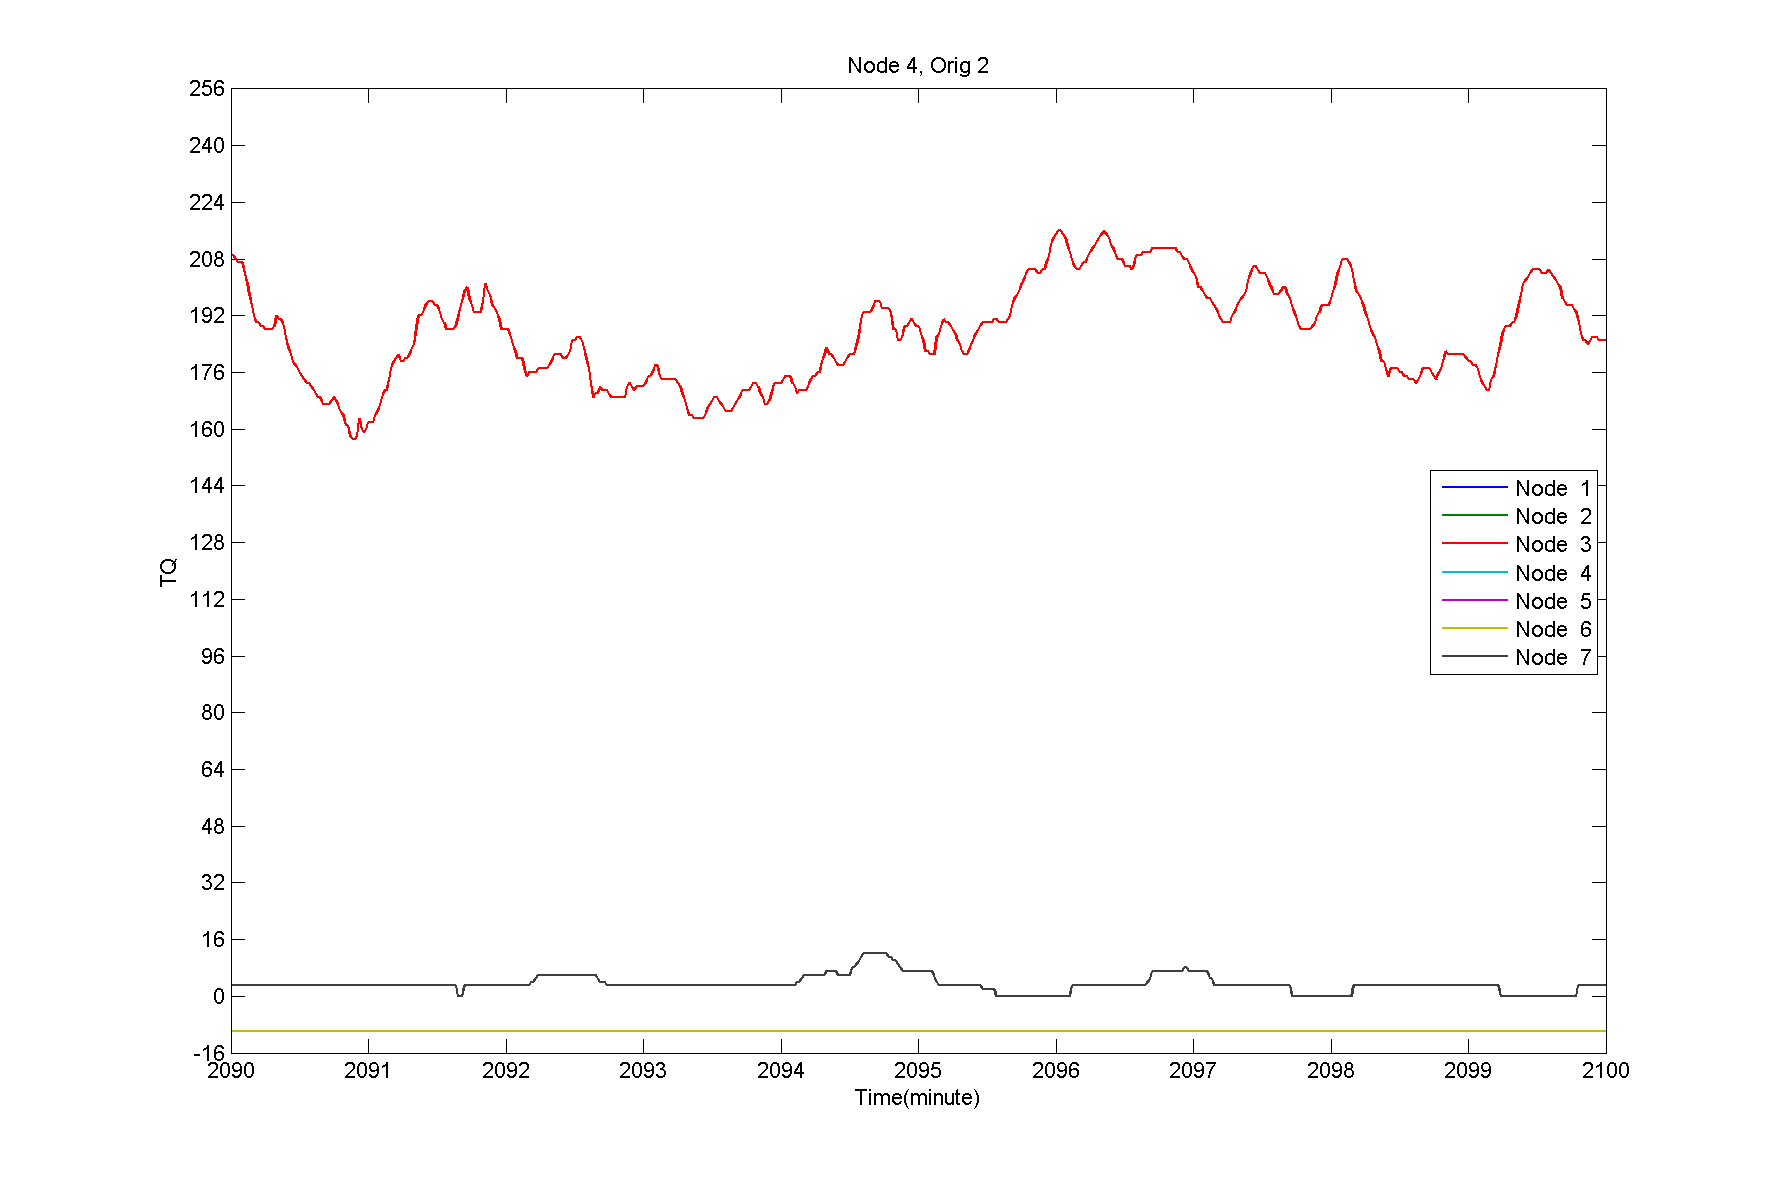 Node 4, Orig 2
256
240
224
208
192
176
160
144
128
112
96
80
64
48
32
16
0
-16
TQ
Node 1
Node 2
Node 3
Node 4
Node 5
Node 6
Node 7
2090 2091 2092 2093 2094 2095 2096 2097 2098 2099 2100
Time(minute)